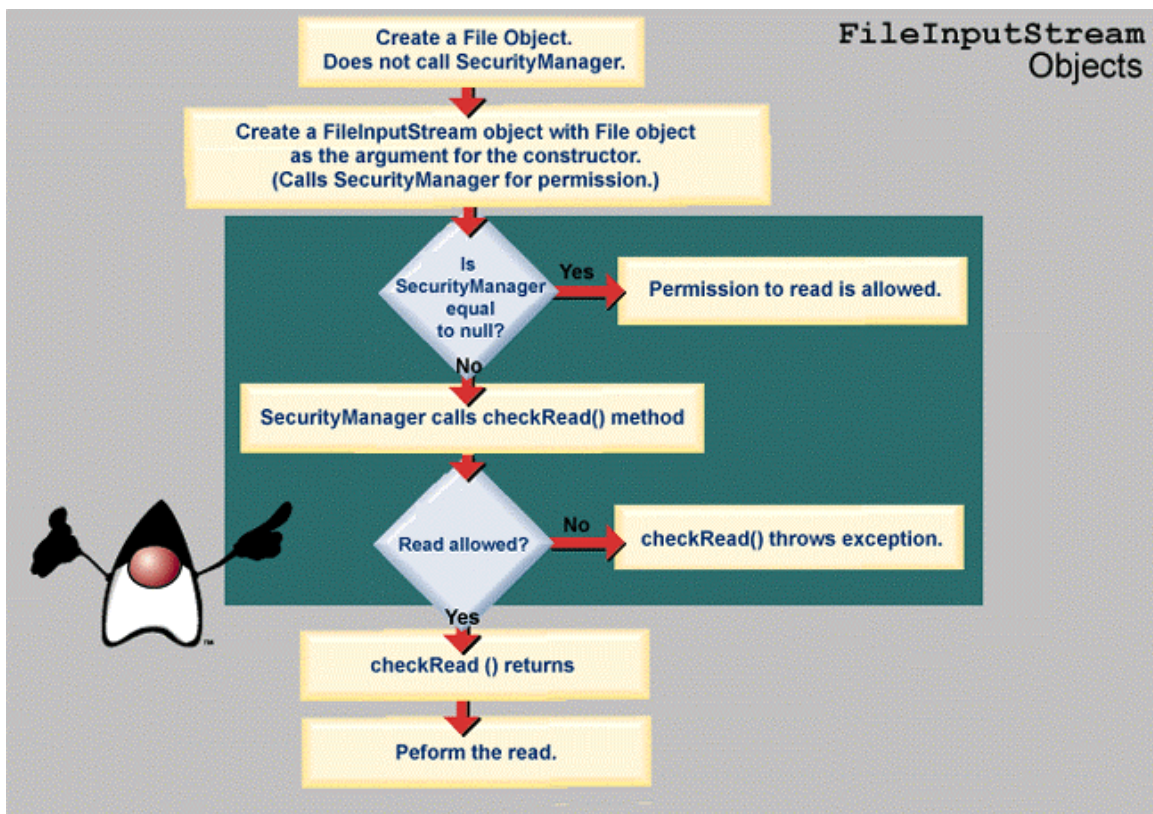 FileInputStream
Objects
Create a File Object.
Does not call SecurityManager.
Create a FileInputStream object with File object
as the argument for the constructor.
(Calls SecurityManager for permission.)
Is
SecurityManager
equal
to null?
Yes
Permission to read is allowed.
No
SecurityManager calls checkRead() method
Read allowed?
No
checkRead() throws exception.
Yes
checkRead () returns
Peform the read.
TM